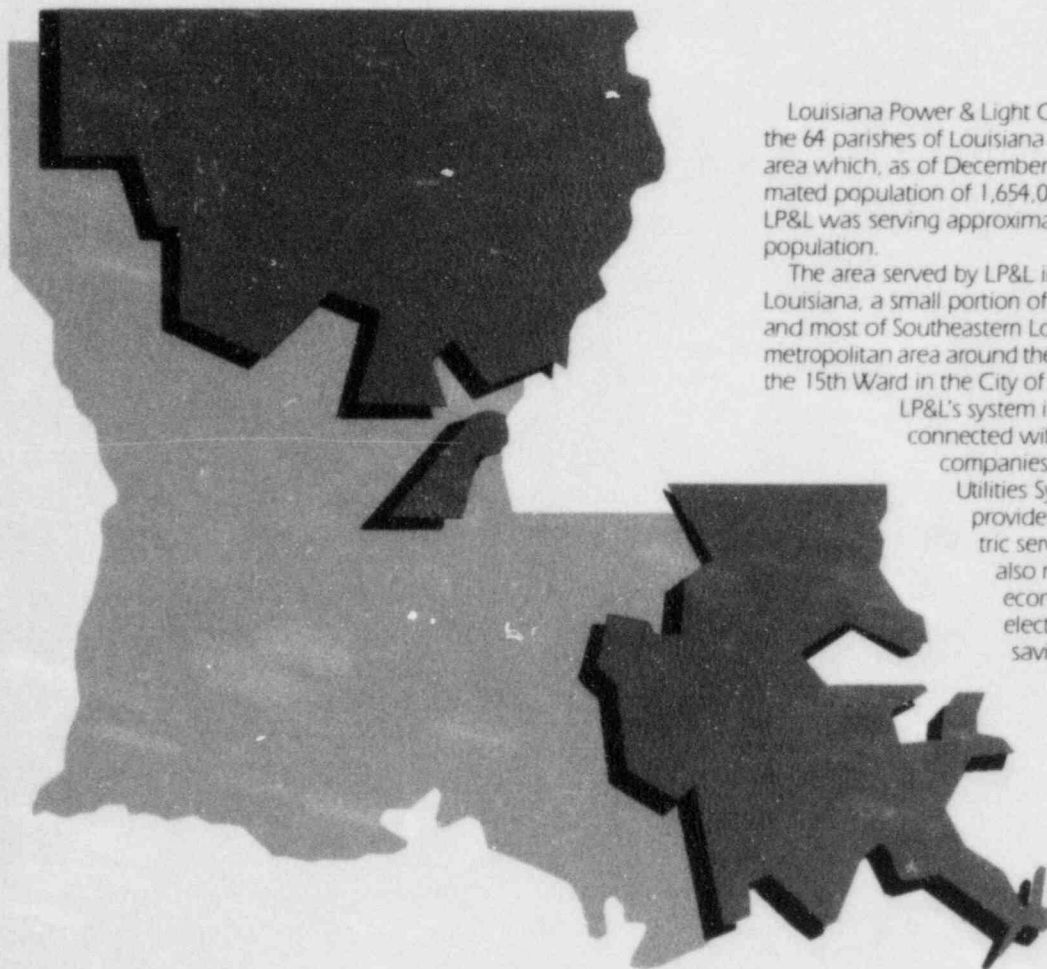 Louisiana Power & Light C
the 64 parishes of Louisiana
area which, as of December
mated population of 1,654,0
LP&L was serving approxima
population.
The area served by LP&L i
Louisiana, a small portion of
and most of Southeastern Lo
metropolitan area around the
the 15th Ward in the City of
LP&L's system i
connected wit
companies
Utilities Sy
provide
tric serv
also r
econ
elect
savi